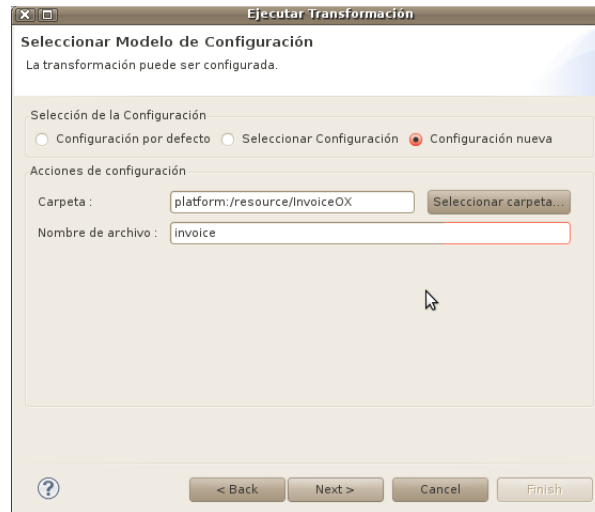 Ejecutar Transformación
Seleccionar Modelo de Configuración
La transformación puede ser configurada.
Selección de la Configuración
Configuración por defecto Seleccionar Configuración Configuración nueva
Acciones de configuración
Carpeta : platform:/resource/InvoiceOX Seleccionar carpeta...
Nombre de archivo : invoice
? < Back Next > Cancel Finish